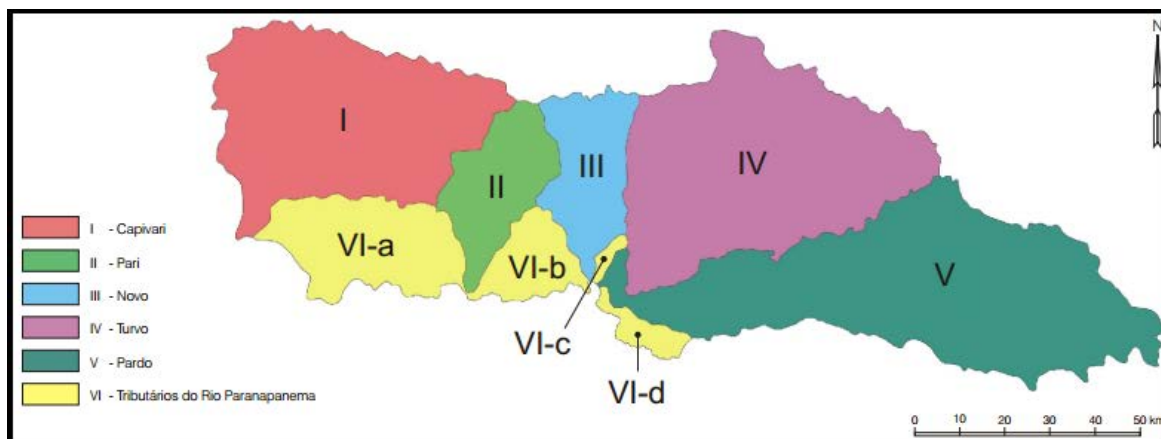 N
I
II
III
IV
V
VI-a
VI-b
VI-c
VI-d
I - Capivari
II - Pari
III - Novo
IV - Turvo
V - Pardo
VI - Tributários do Rio Paranapanema
0 10 20 30 40 50 km